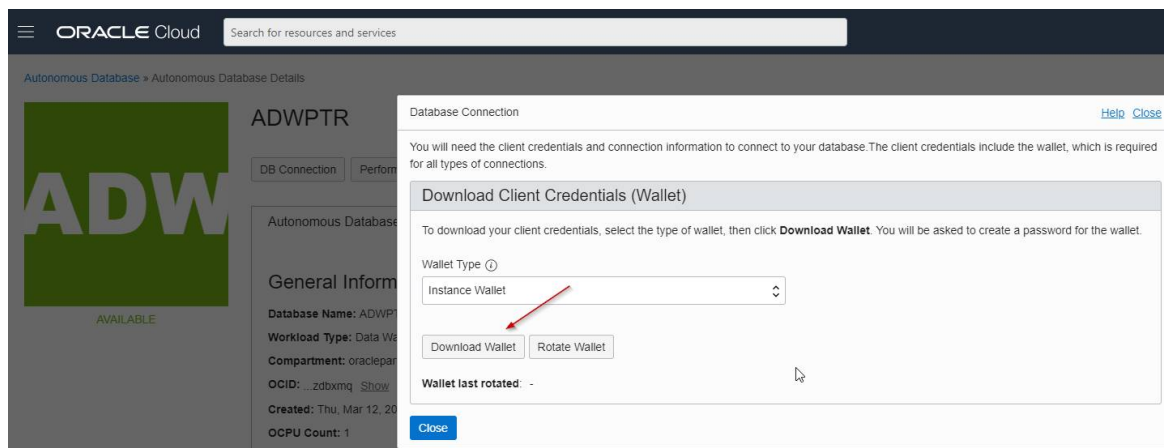 ORACLE Cloud
Search for resources and services
Autonomous Database » Autonomous Database Details
ADW
AVAILABLE
ADWPTR
DB Connection
Perform
Autonomous Database
General Inform
Database Name: ADWPT
Workload Type: Data Wa
Compartment: oraclepar
OCID: ...zdbxmq Show
Created: Thu, Mar 12, 20
OCPU Count: 1
Database Connection
Help Close
You will need the client credentials and connection information to connect to your database.The client credentials include the wallet, which is required
for all types of connections.
Download Client Credentials (Wallet)
To download your client credentials, select the type of wallet, then click Download Wallet. You will be asked to create a password for the wallet.
Wallet Type
Instance Wallet
Download Wallet Rotate Wallet
Wallet last rotated: -
Close